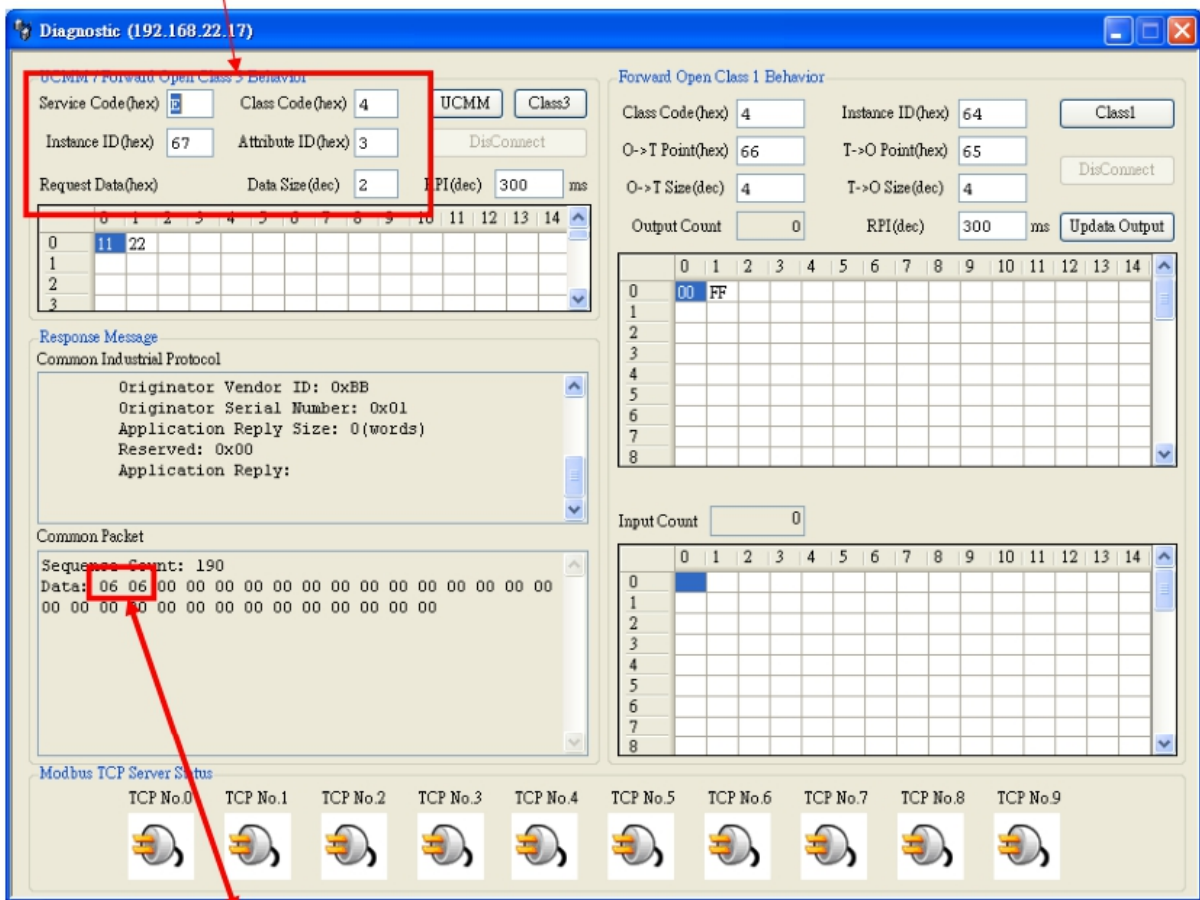 Diagnostic (192.168.22.17)
UCMM / Forward Open Class 3 Behavior
Service Code(hex) E Class Code(hex) 4 UCMM Class3
Instance ID(hex) 67 Attribute ID(hex) 3 DisConnect
Request Data(hex) Data Size(dec) 2 RPI(dec) 300 ms
0 1 2 3 4 5 6 7 8 9 10 11 12 13 14
0 11 22
1
2
3
Response Message
Common Industrial Protocol
Originator Vendor ID: 0xBB
Originator Serial Number: 0x01
Application Reply Size: 0(words)
Reserved: 0x00
Application Reply:
Common Packet
Sequence Count: 190
Data: 06 06 00 00 00 00 00 00 00 00 00 00 00 00 00 00
00 00 00 00 00 00 00 00 00 00 00 00 00 00
Forward Open Class 1 Behavior
Class Code(hex) 4 Instance ID(hex) 64 Class1
O->T Point(hex) 66 T->O Point(hex) 65 DisConnect
O->T Size(dec) 4 T->O Size(dec) 4
Output Count 0 RPI(dec) 300 ms Updata Output
0 1 2 3 4 5 6 7 8 9 10 11 12 13 14
0 00 FF
1
2
3
4
5
6
7
8
Input Count 0
0 1 2 3 4 5 6 7 8 9 10 11 12 13 14
0
1
2
3
4
5
6
7
8
Modbus TCP Server Status
TCP No.0 TCP No.1 TCP No.2 TCP No.3 TCP No.4 TCP No.5 TCP No.6 TCP No.7 TCP No.8 TCP No.9